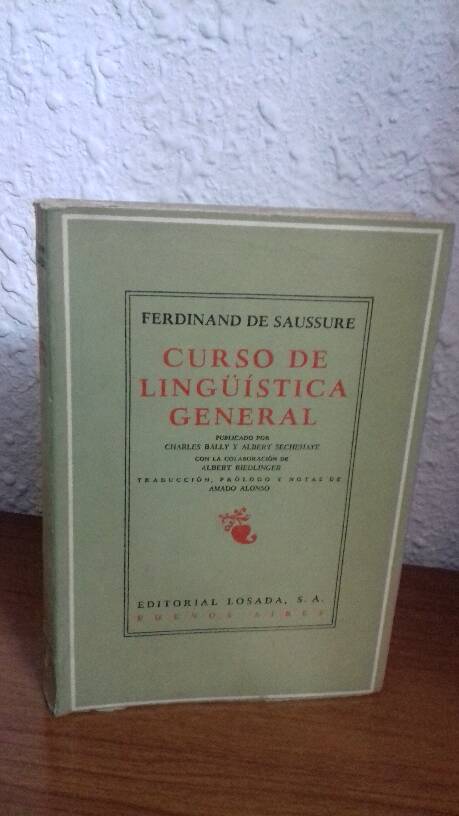 FERDINAND DE SAUSSURE
CURSO DE
LINGÜÍSTICA
GENERAL
PUBLICADO POR
CHARLES BALLY Y ALBERT SECHEHAYE
CON LA COLABORACIÓN DE
ALBERT RIEDLINGER
TRADUCCIÓN, PRÓLOGO Y NOTAS DE
AMADO ALONSO
EDITORIAL LOSADA, S. A.
BUENOS AIRES